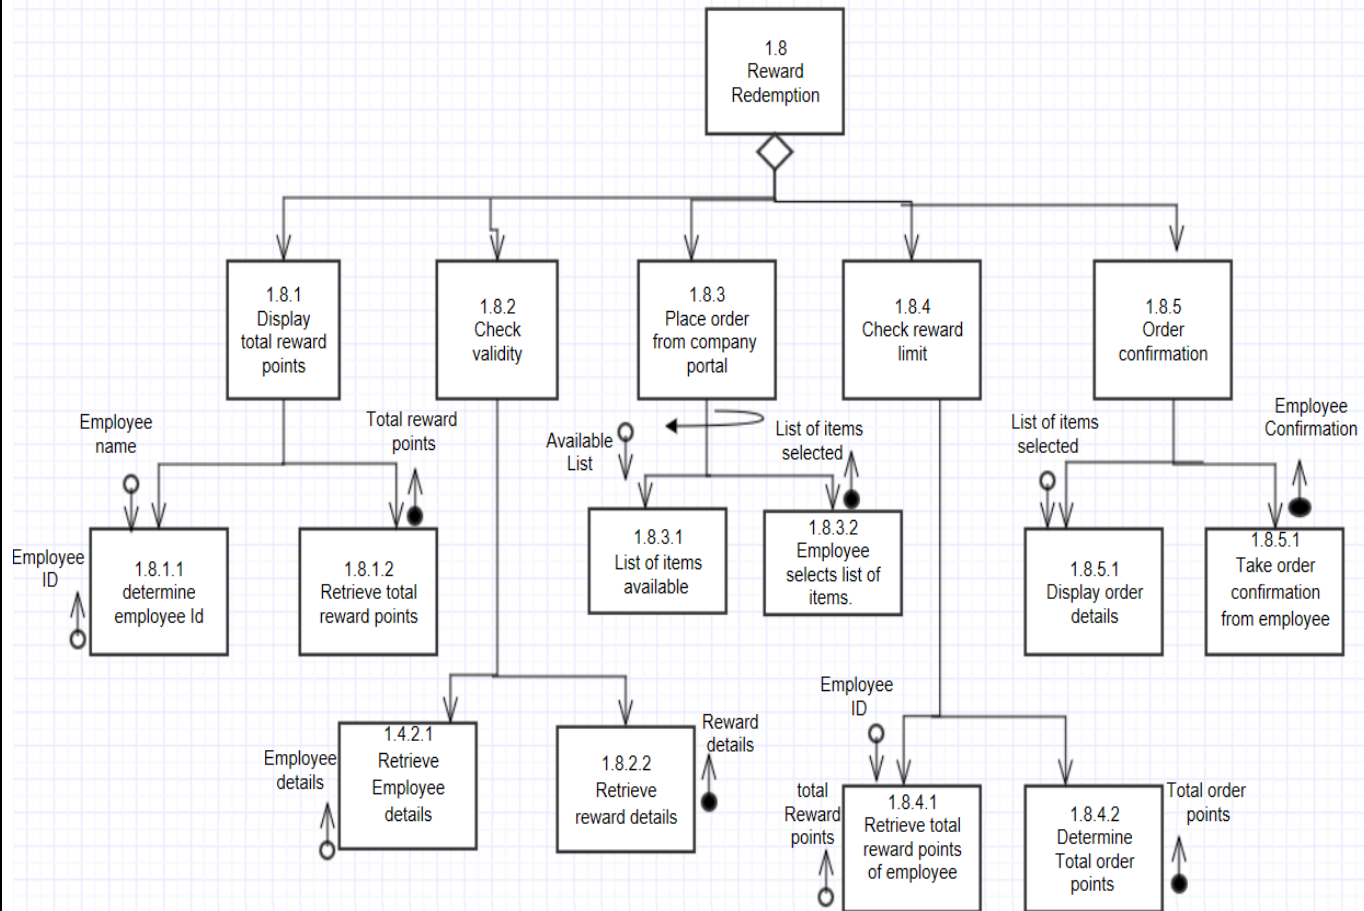 1.8
Reward
Redemption
1.8.1
Display
total reward
points
1.8.2
Check
validity
1.8.3
Place order
from company
portal
1.8.4
Check reward
limit
1.8.5
Order
confirmation
Employee
name
Total reward
points
Available
List
List of items
selected
List of items
selected
Employee
Confirmation
Employee
ID
1.8.1.1
determine
employee Id
1.8.1.2
Retrieve total
reward points
1.8.3.1
List of items
available
1.8.3.2
Employee
selects list of
items.
1.8.5.1
Display order
details
1.8.5.1
Take order
confirmation
from employee
Employee
details
1.4.2.1
Retrieve
Employee
details
1.8.2.2
Retrieve
reward details
Reward
details
Employee
ID
total
Reward
points
1.8.4.1
Retrieve total
reward points
of employee
1.8.4.2
Determine
Total order
points
Total order
points